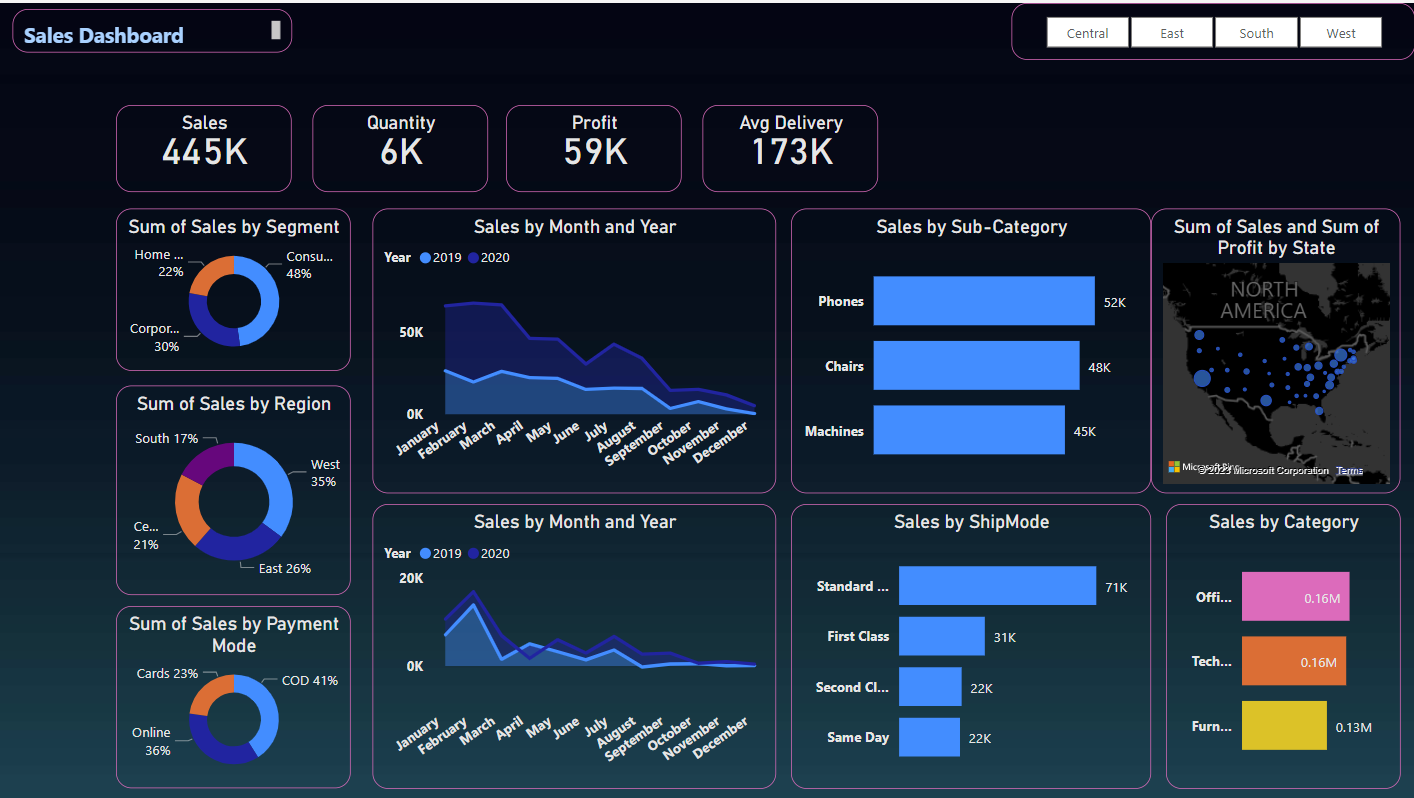 Sales Dashboard
Central
East
South
West
Sales
445K
Quantity
6K
Profit
59K
Avg Delivery
173K
Sum of Sales by Segment
Home ...
22%
Consu...
48%
Corpor...
30%
Sales by Month and Year
Year 2019 2020
50K
0K
January
February
March
April
May
June
July
August
September
October
November
December
Sales by Sub-Category
Phones 52K
Chairs 48K
Machines 45K
Sum of Sales and Sum of
Profit by State
NORTH
AMERICA
© 2023 Microsoft Corporation Terms
Sum of Sales by Region
South 17%
West
35%
Ce...
21%
East 26%
Sum of Sales by Payment
Mode
Cards 23%
COD 41%
Online
36%
Sales by Month and Year
Year 2019 2020
20K
0K
January
February
March
April
May
June
July
August
September
October
November
December
Sales by ShipMode
Standard ... 71K
First Class 31K
Second Cl... 22K
Same Day 22K
Sales by Category
Offi... 0.16M
Tech... 0.16M
Furn... 0.13M